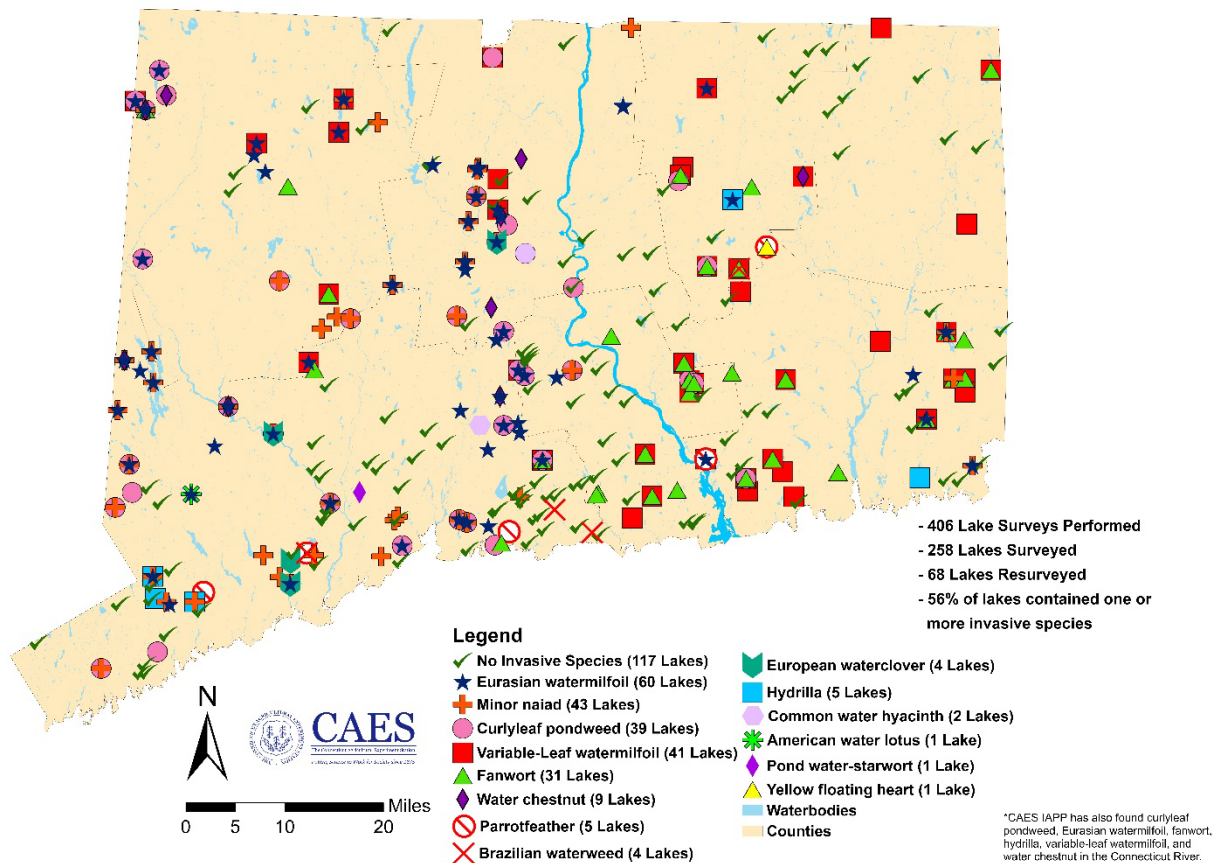 - 406 Lake Surveys Performed
- 258 Lakes Surveyed
- 68 Lakes Resurveyed
- 56% of lakes contained one or
more invasive species
Legend
No Invasive Species (117 Lakes)
Eurasian watermilfoil (60 Lakes)
Minor naiad (43 Lakes)
Curlyleaf pondweed (39 Lakes)
Variable-Leaf watermilfoil (41 Lakes)
Fanwort (31 Lakes)
Water chestnut (9 Lakes)
Parrotfeather (5 Lakes)
Brazilian waterweed (4 Lakes)
European waterclover (4 Lakes)
Hydrilla (5 Lakes)
Common water hyacinth (2 Lakes)
American water lotus (1 Lake)
Pond water-starwort (1 Lake)
Yellow floating heart (1 Lake)
Waterbodies
Counties
N
CAES
Miles
0 5 10 20
*CAES IAPP has also found curlyleaf
pondweed, Eurasian watermilfoil, fanwort,
hydrilla, variable-leaf watermilfoil, and
water chestnut in the Connecticut River.